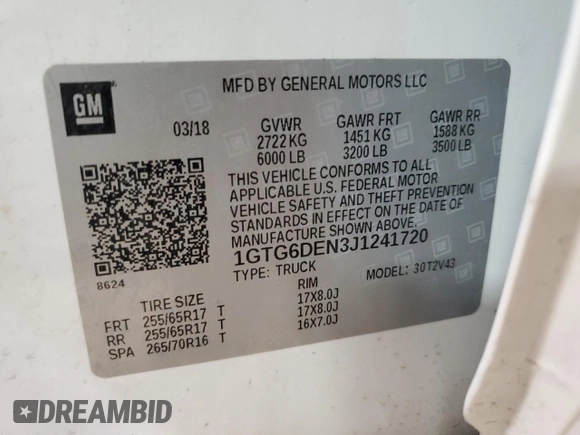 GM
MFD BY GENERAL MOTORS LLC
03/18
GVWR GAWR FRT GAWR RR
2722 KG 1451 KG 1588 KG
6000 LB 3200 LB 3500 LB
THIS VEHICLE CONFORMS TO ALL
APPLICABLE U.S. FEDERAL MOTOR
VEHICLE SAFETY AND THEFT PREVENTION
STANDARDS IN EFFECT ON THE DATE OF
MANUFACTURE SHOWN ABOVE.
1GTG6DEN3J1241720
TYPE: TRUCK MODEL: 30T2V43
8624
TIRE SIZE RIM
FRT 255/65R17 T 17X8.0J
RR 255/65R17 T 17X8.0J
SPA 265/70R16 T 16X7.0J
DREAMBID